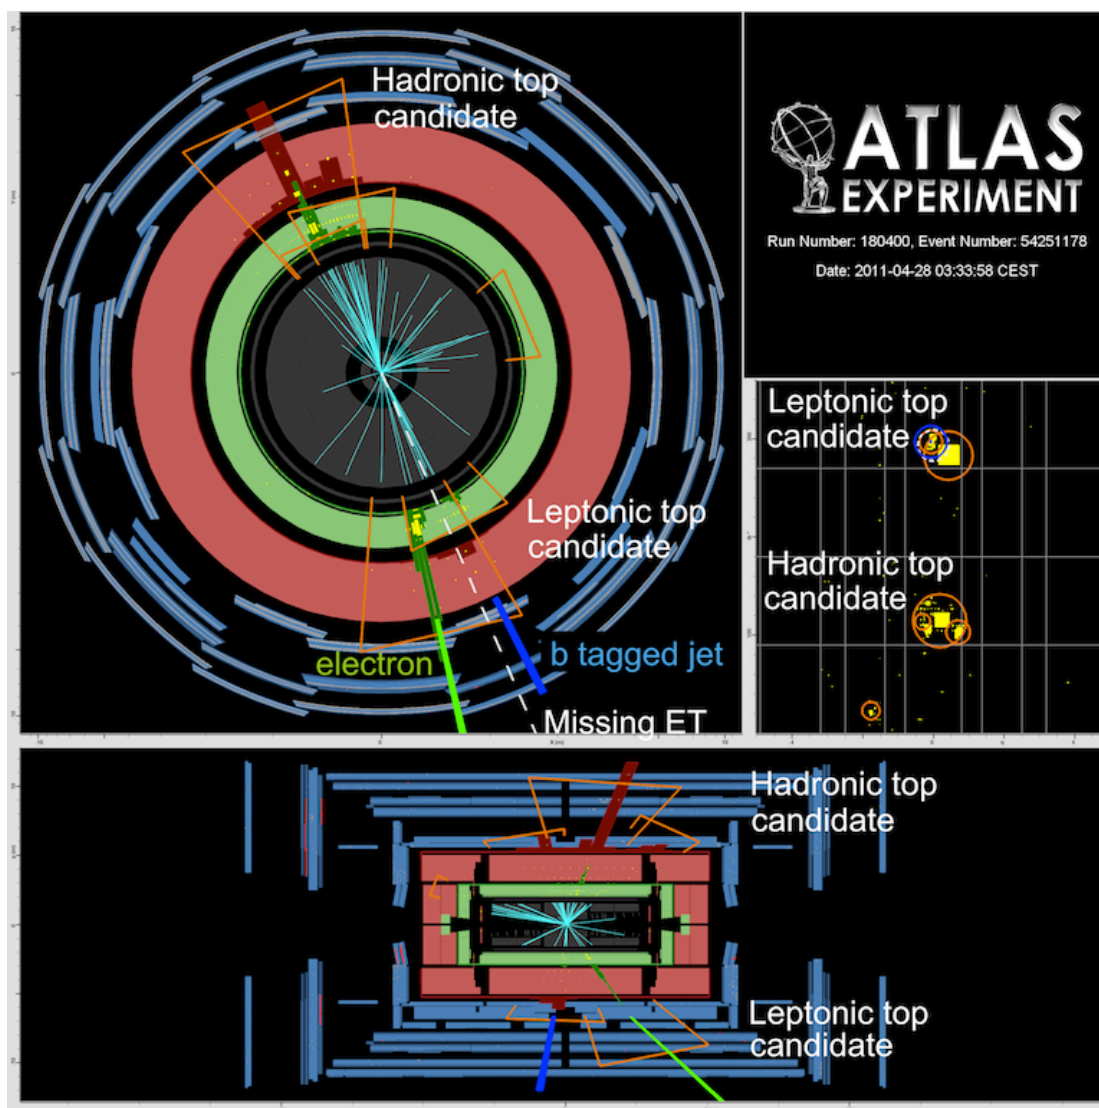 Hadronic top
candidate
Leptonic top
candidate
electron
b tagged jet
Missing ET
ATLAS
EXPERIMENT
Run Number: 180400, Event Number: 54251178
Date: 2011-04-28 03:33:58 CEST
Leptonic top
candidate
Hadronic top
candidate
Hadronic top
candidate
Leptonic top
candidate